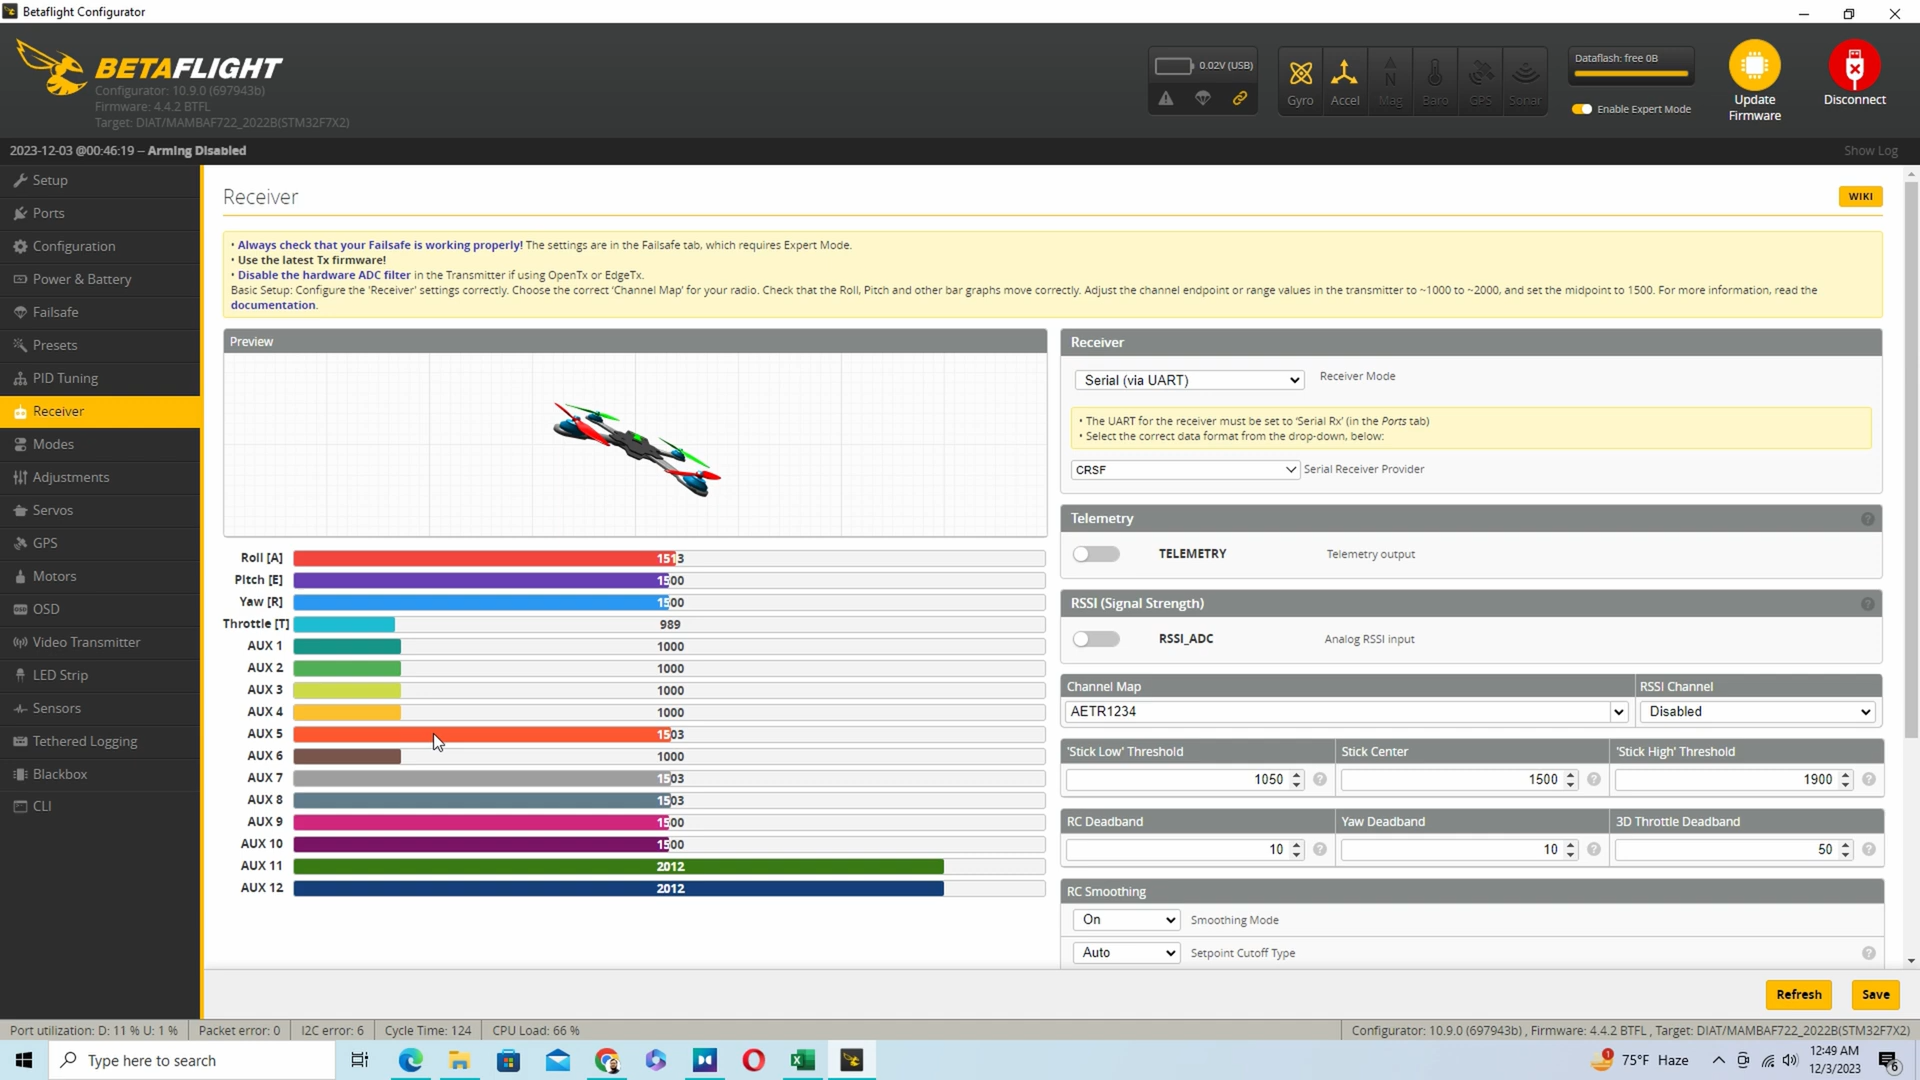 Betaflight Configurator
BETAFLIGHT
Configurator: 10.9.0 (697943b)
Firmware: 4.4.2 BTFL
Target: DIAT/MAMBAF722_2022B(STM32F7X2)
0.02V (USB)
Gyro
Accel
Mag
Baro
GPS
Sonar
Dataflash: free 0B
Enable Expert Mode
Update
Firmware
Disconnect
2023-12-03 @00:46:19 -- Arming Disabled
Show Log
Setup
Ports
Configuration
Power & Battery
Failsafe
Presets
PID Tuning
Receiver
Modes
Adjustments
Servos
GPS
Motors
OSD
Video Transmitter
LED Strip
Sensors
Tethered Logging
Blackbox
CLI
Receiver
WIKI
• Always check that your Failsafe is working properly! The settings are in the Failsafe tab, which requires Expert Mode.
• Use the latest Tx firmware!
• Disable the hardware ADC filter in the Transmitter if using OpenTx or EdgeTx.
Basic Setup: Configure the 'Receiver' settings correctly. Choose the correct 'Channel Map' for your radio. Check that the Roll, Pitch and other bar graphs move correctly. Adjust the channel endpoint or range values in the transmitter to ~1000 to ~2000, and set the midpoint to 1500. For more information, read the
documentation.
Preview
Roll [A] 1513
Pitch [E] 1500
Yaw [R] 1500
Throttle [T] 989
AUX 1 1000
AUX 2 1000
AUX 3 1000
AUX 4 1000
AUX 5 1503
AUX 6 1000
AUX 7 1503
AUX 8 1503
AUX 9 1500
AUX 10 1500
AUX 11 2012
AUX 12 2012
Receiver
Serial (via UART) Receiver Mode
• The UART for the receiver must be set to 'Serial Rx' (in the Ports tab)
• Select the correct data format from the drop-down, below:
CRSF Serial Receiver Provider
Telemetry
TELEMETRY Telemetry output
RSSI (Signal Strength)
RSSI_ADC Analog RSSI input
Channel Map RSSI Channel
AETR1234 Disabled
'Stick Low' Threshold Stick Center 'Stick High' Threshold
1050 1500 1900
RC Deadband Yaw Deadband 3D Throttle Deadband
10 10 50
RC Smoothing
On Smoothing Mode
Auto Setpoint Cutoff Type
Refresh Save
Port utilization: D: 11 % U: 1 % Packet error: 0 I2C error: 6 Cycle Time: 124 CPU Load: 66 %
Configurator: 10.9.0 (697943b) , Firmware: 4.4.2 BTFL , Target: DIAT/MAMBAF722_2022B(STM32F7X2)
Type here to search
1
75°F Haze
12:49 AM
12/3/2023
6